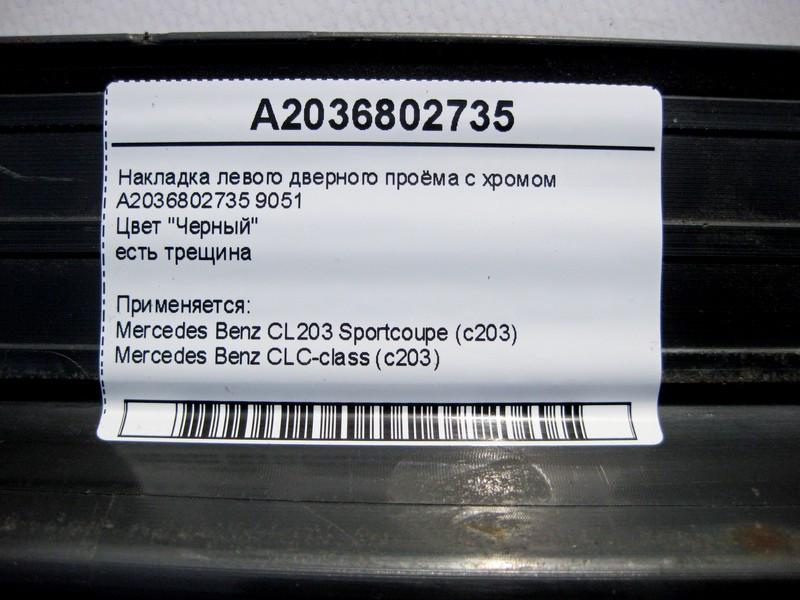 A2036802735
Накладка левого дверного проёма с хромом
A2036802735 9051
Цвет "Черный"
есть трещина
Применяется:
Mercedes Benz CL203 Sportcoupe (c203)
Mercedes Benz CLC-class (c203)